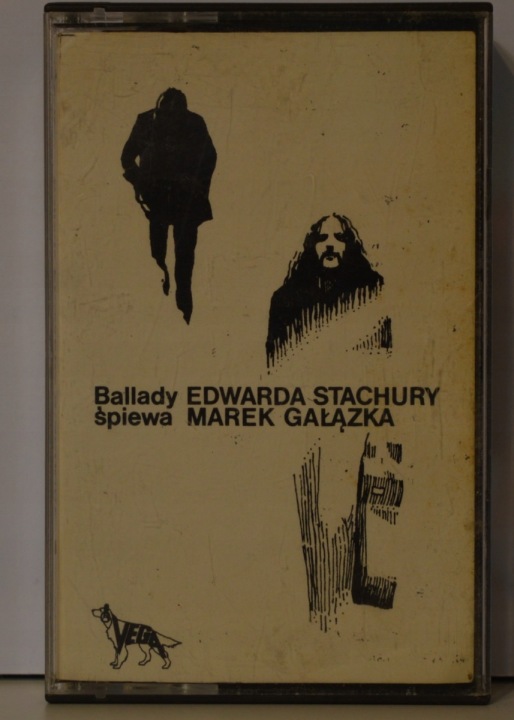 Ballady EDWARDA STACHURY
śpiewa MAREK GAŁĄZKA
VEGA